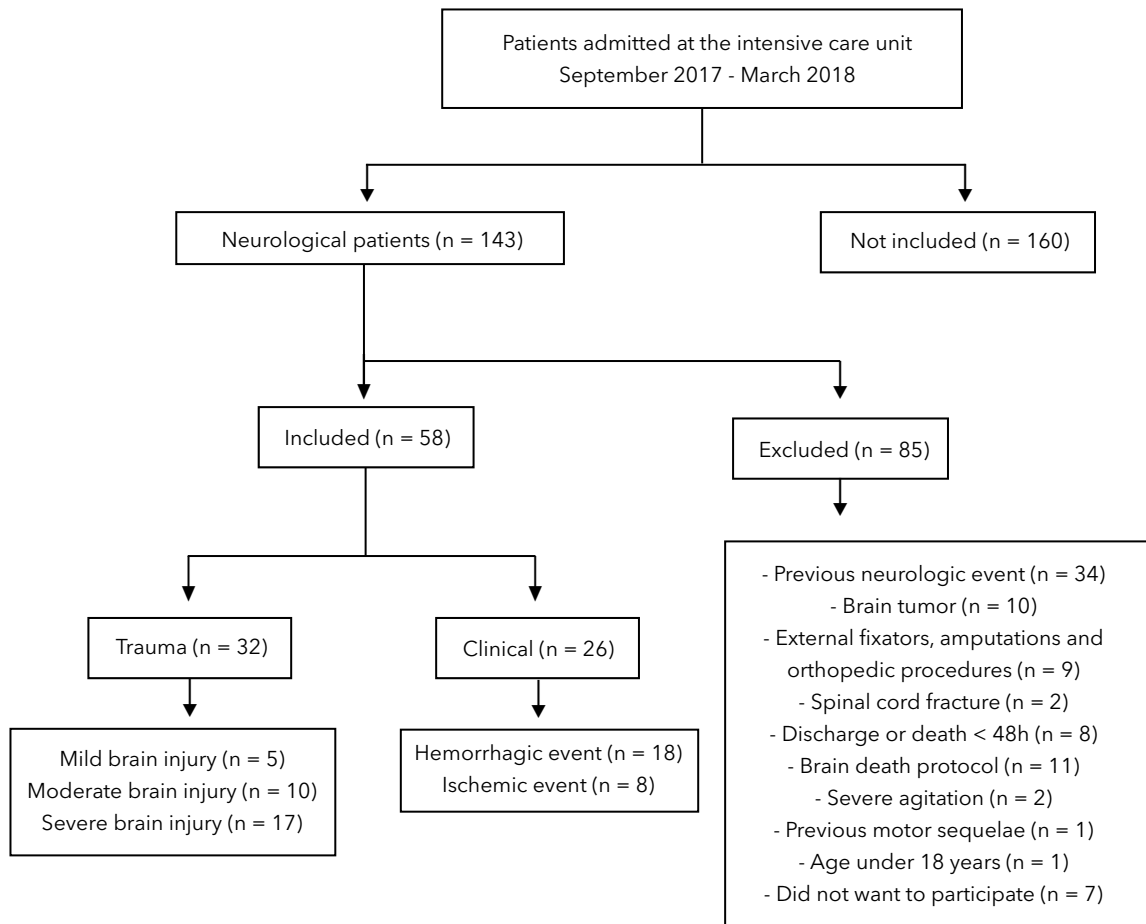 Patients admitted at the intensive care unit
September 2017 - March 2018
Neurological patients (n = 143)
Not included (n = 160)
Included (n = 58)
Excluded (n = 85)
Trauma (n = 32)
Clinical (n = 26)
Mild brain injury (n = 5)
Moderate brain injury (n = 10)
Severe brain injury (n = 17)
Hemorrhagic event (n = 18)
Ischemic event (n = 8)
- Previous neurologic event (n = 34)
- Brain tumor (n = 10)
- External fixators, amputations and
orthopedic procedures (n = 9)
- Spinal cord fracture (n = 2)
- Discharge or death < 48h (n = 8)
- Brain death protocol (n = 11)
- Severe agitation (n = 2)
- Previous motor sequelae (n = 1)
- Age under 18 years (n = 1)
- Did not want to participate (n = 7)